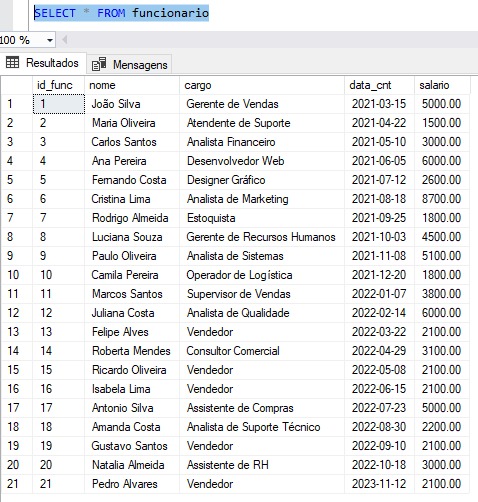 SELECT * FROM funcionario
100 %
Resultados Mensagens
id_func nome cargo data_cnt salario
1 1 João Silva Gerente de Vendas 2021-03-15 5000.00
2 2 Maria Oliveira Atendente de Suporte 2021-04-22 1500.00
3 3 Carlos Santos Analista Financeiro 2021-05-10 3000.00
4 4 Ana Pereira Desenvolvedor Web 2021-06-05 6000.00
5 5 Fernando Costa Designer Gráfico 2021-07-12 2600.00
6 6 Cristina Lima Analista de Marketing 2021-08-18 8700.00
7 7 Rodrigo Almeida Estoquista 2021-09-25 1800.00
8 8 Luciana Souza Gerente de Recursos Humanos 2021-10-03 4500.00
9 9 Paulo Oliveira Analista de Sistemas 2021-11-08 5100.00
10 10 Camila Pereira Operador de Logística 2021-12-20 1800.00
11 11 Marcos Santos Supervisor de Vendas 2022-01-07 3800.00
12 12 Juliana Costa Analista de Qualidade 2022-02-14 6000.00
13 13 Felipe Alves Vendedor 2022-03-22 2100.00
14 14 Roberta Mendes Consultor Comercial 2022-04-29 3100.00
15 15 Ricardo Oliveira Vendedor 2022-05-08 2100.00
16 16 Isabela Lima Vendedor 2022-06-15 2100.00
17 17 Antonio Silva Assistente de Compras 2022-07-23 5000.00
18 18 Amanda Costa Analista de Suporte Técnico 2022-08-30 2200.00
19 19 Gustavo Santos Vendedor 2022-09-10 2100.00
20 20 Natalia Almeida Assistente de RH 2022-10-18 3000.00
21 21 Pedro Alvares Vendedor 2023-11-12 2100.00